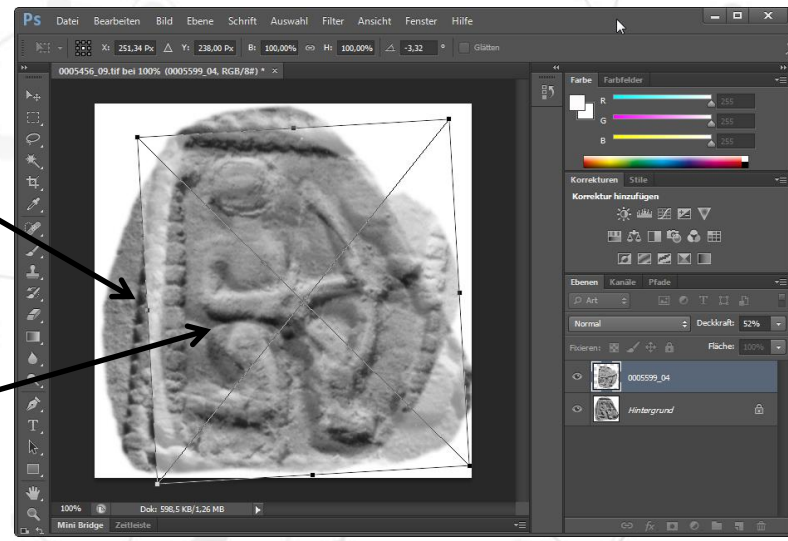 Ps Datei Bearbeiten Bild Ebene Schrift Auswahl Filter Ansicht Fenster Hilfe
X: 251,34 Px Y: 238,00 Px B: 100,00% H: 100,00% -3,32 ° Glätten
0005456_09.tif bei 100% (0005599_04, RGB/8#) * ×
Farbe Farbfelder
R 255
G 255
B 255
Korrekturen Stile
Korrektur hinzufügen
Ebenen Kanäle Pfade
Art
Normal Deckkraft: 52%
Fixieren: Fläche: 100%
0005599_04
Hintergrund
100% Dok: 598,5 KB/1,26 MB
Mini Bridge Zeitleiste
fx